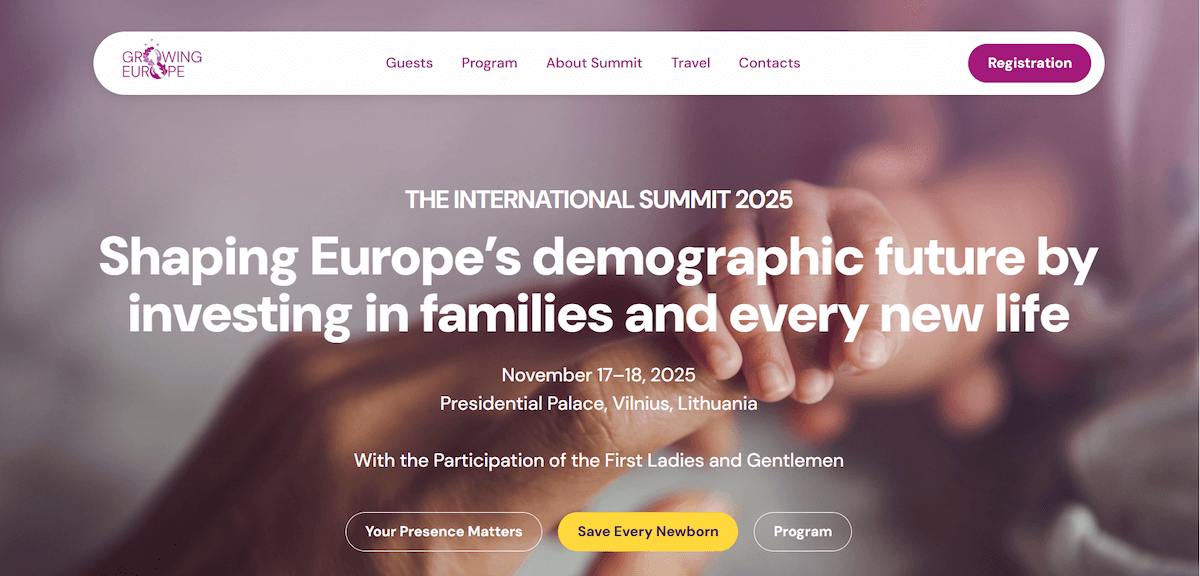 GROWING
EUROPE
Guests Program About Summit Travel Contacts Registration
THE INTERNATIONAL SUMMIT 2025
Shaping Europe’s demographic future by
investing in families and every new life
November 17–18, 2025
Presidential Palace, Vilnius, Lithuania
With the Participation of the First Ladies and Gentlemen
Your Presence Matters Save Every Newborn Program